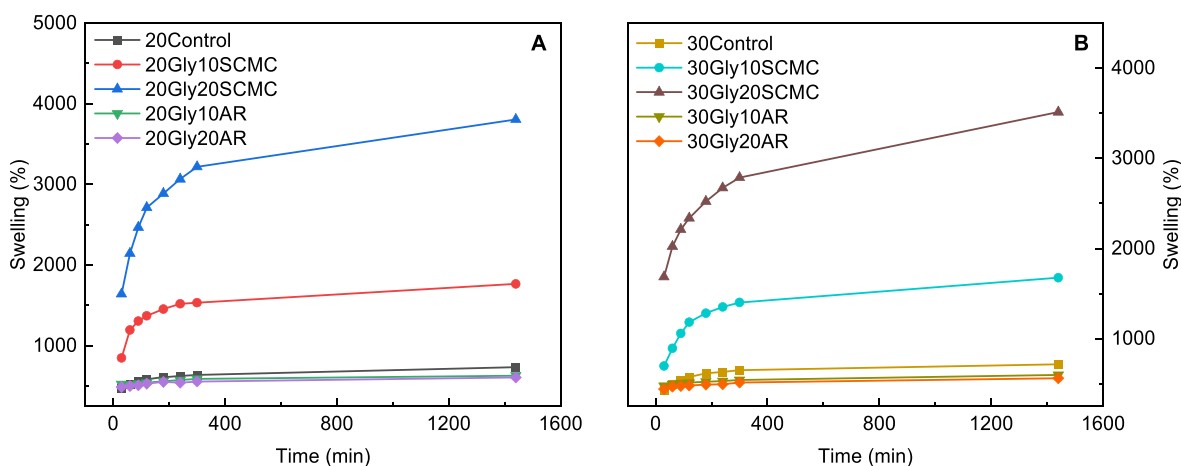 5000
4000
3000
2000
1000
Swelling (%)
20Control
20Gly10SCMC
20Gly20SCMC
20Gly10AR
20Gly20AR
A
0
400
800
1200
1600
Time (min)
30Control
30Gly10SCMC
30Gly20SCMC
30Gly10AR
30Gly20AR
B
4000
3000
2000
1000
Swelling (%)
0
400
800
1200
1600
Time (min)